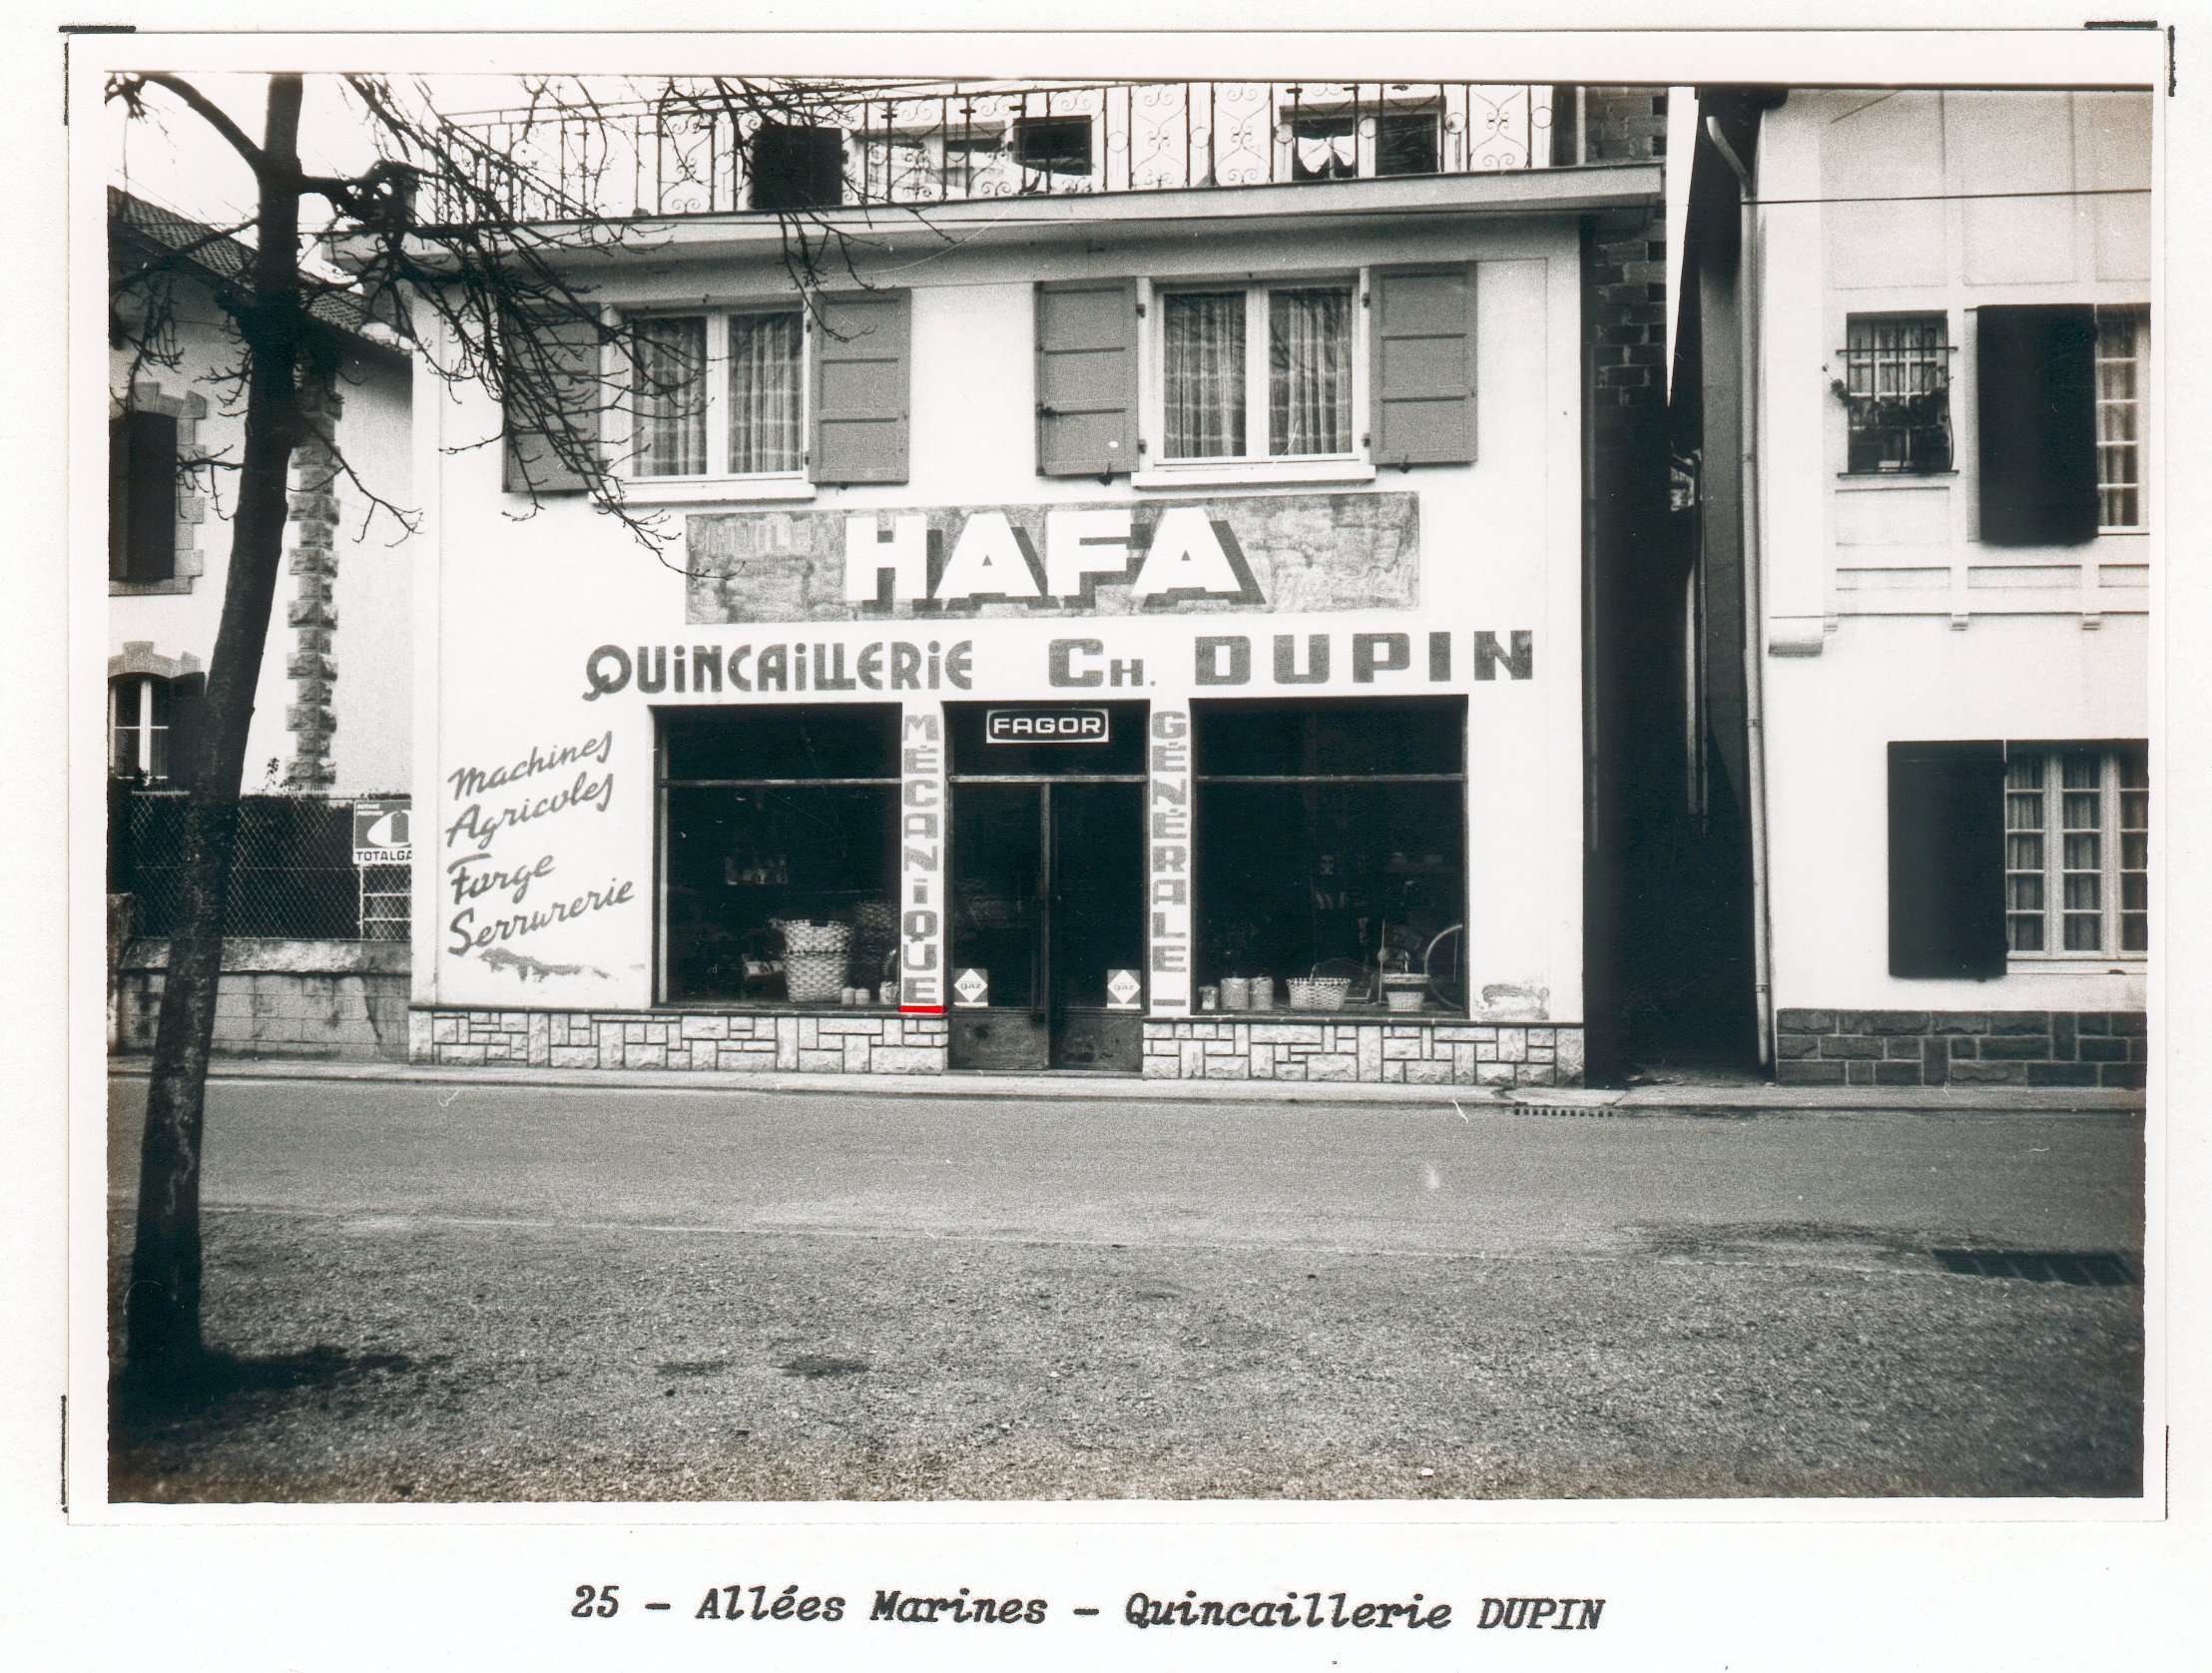 HAFA
QUiNCAiLLERiE CH. DUPIN
FAGOR
MÉCANiQUE
GÉNÉRALE
Machines
Agricoles
Forge
Serrurerie
TOTALGA
gaz
gaz
25 - Allées Marines - Quincaillerie DUPIN